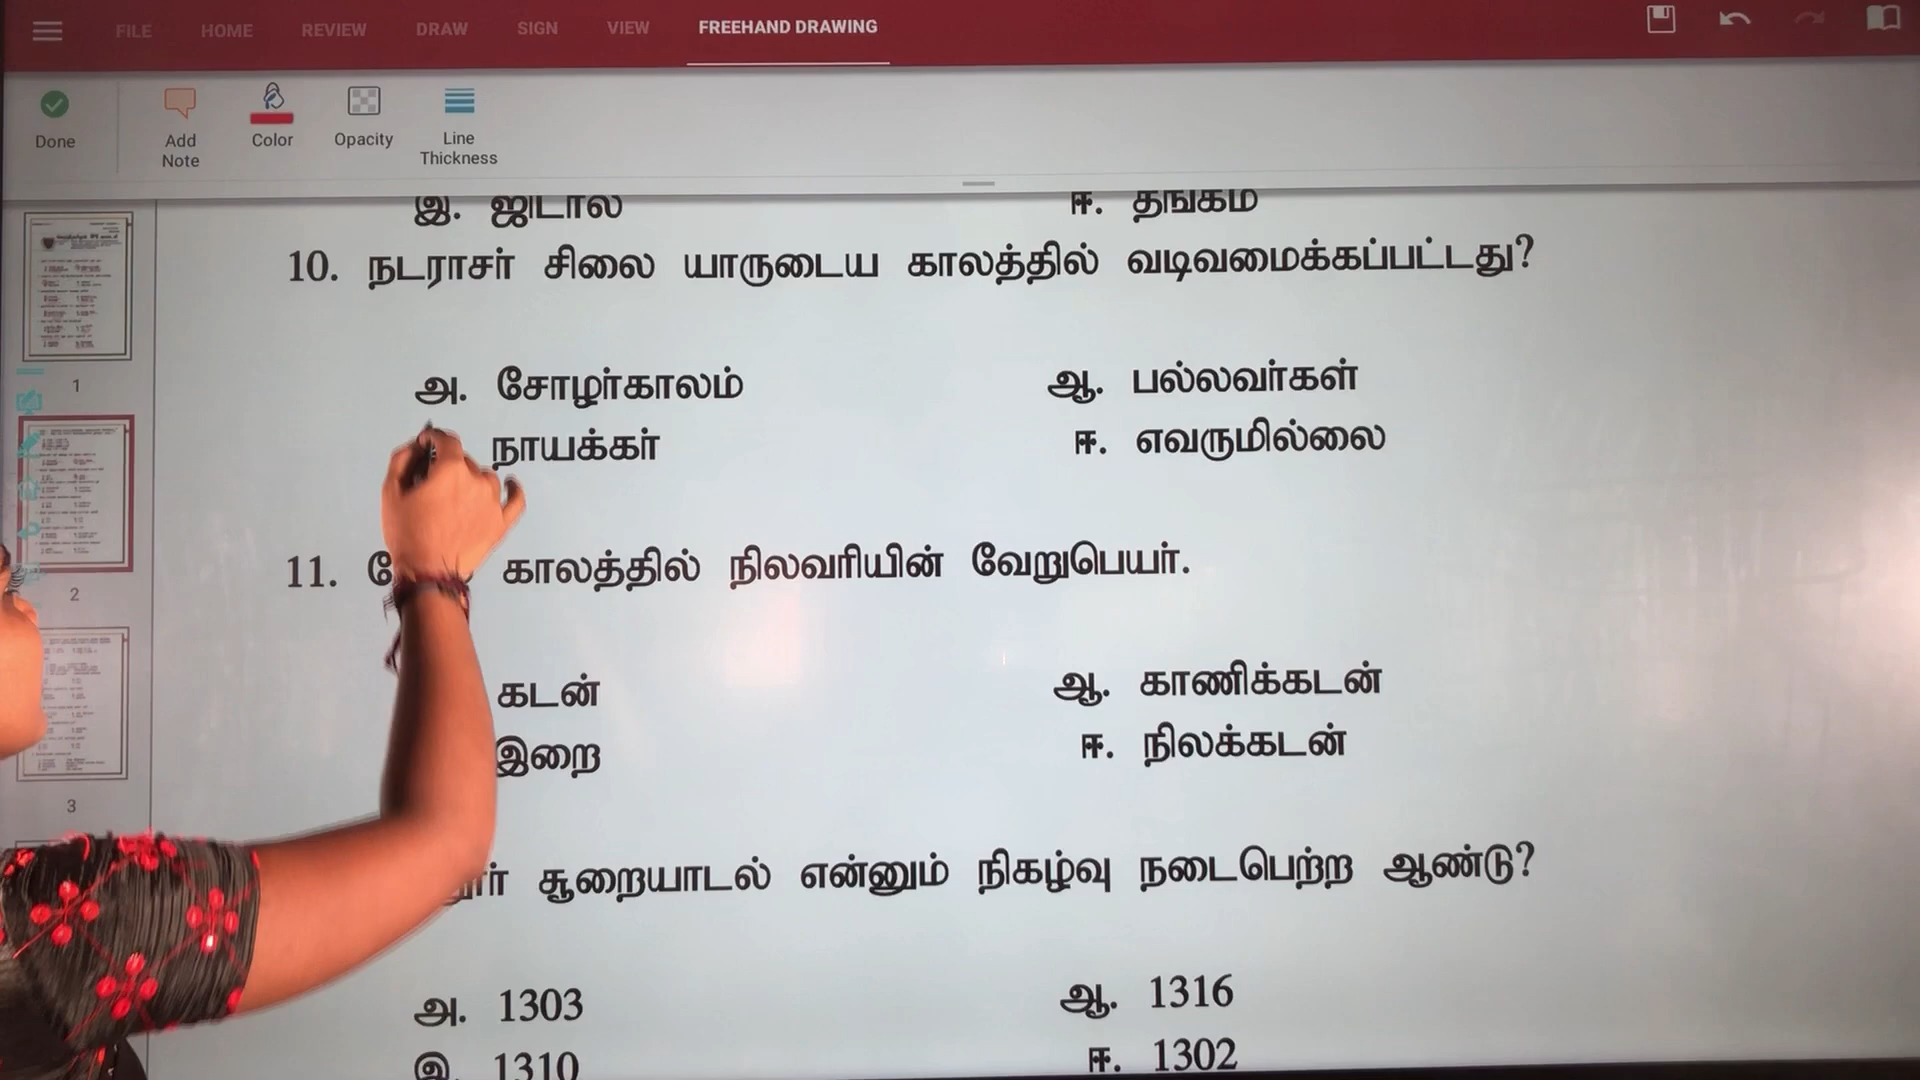 FILE HOME REVIEW DRAW SIGN VIEW FREEHAND DRAWING
Done Add Note Color Opacity Line Thickness
இ. ஜடால ஈ. தங்கம்
10. நடராசர் சிலை யாருடைய காலத்தில் வடிவமைக்கப்பட்டது?
அ. சோழர்காலம் ஆ. பல்லவர்கள்
நாயக்கர் ஈ. எவருமில்லை
11. காலத்தில் நிலவரியின் வேறுபெயர்.
கடன் ஆ. காணிக்கடன்
இறை ஈ. நிலக்கடன்
சூறையாடல் என்னும் நிகழ்வு நடைபெற்ற ஆண்டு?
அ. 1303 ஆ. 1316
இ. 1310 ஈ. 1302
1
2
3